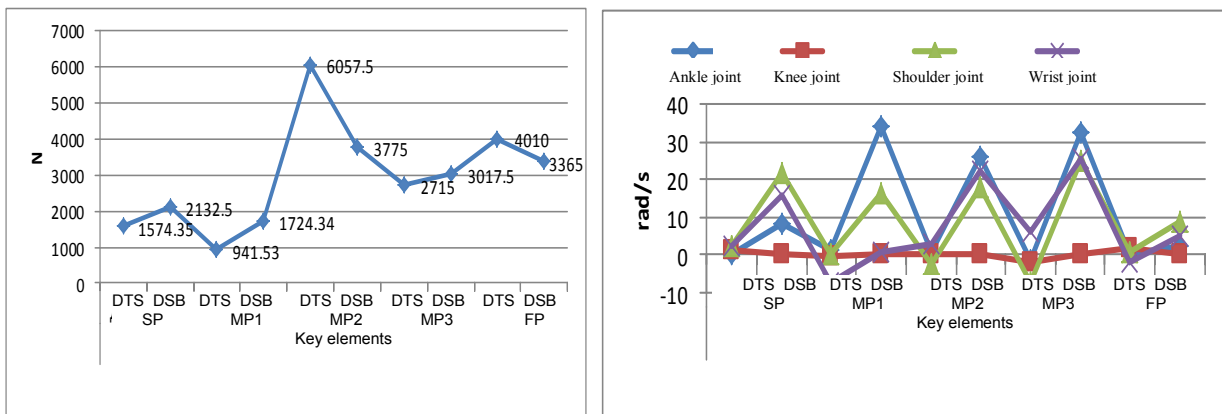 7000
6000
5000
4000
3000
2000
1000
0
N
1574.35
2132.5
941.53
1724.34
6057.5
3775
2715
3017.5
4010
3365
DTS DSB DTS DSB DTS DSB DTS DSB DTS DSB
SP MP1 MP2 MP3 FP
Key elements
Ankle joint Knee joint Shoulder joint Wrist joint
40
30
20
10
0
-10
rad/s
DTS DSB DTS DSB DTS DSB DTS DSB DTS DSB
SP MP1 MP2 MP3 FP
Key elements